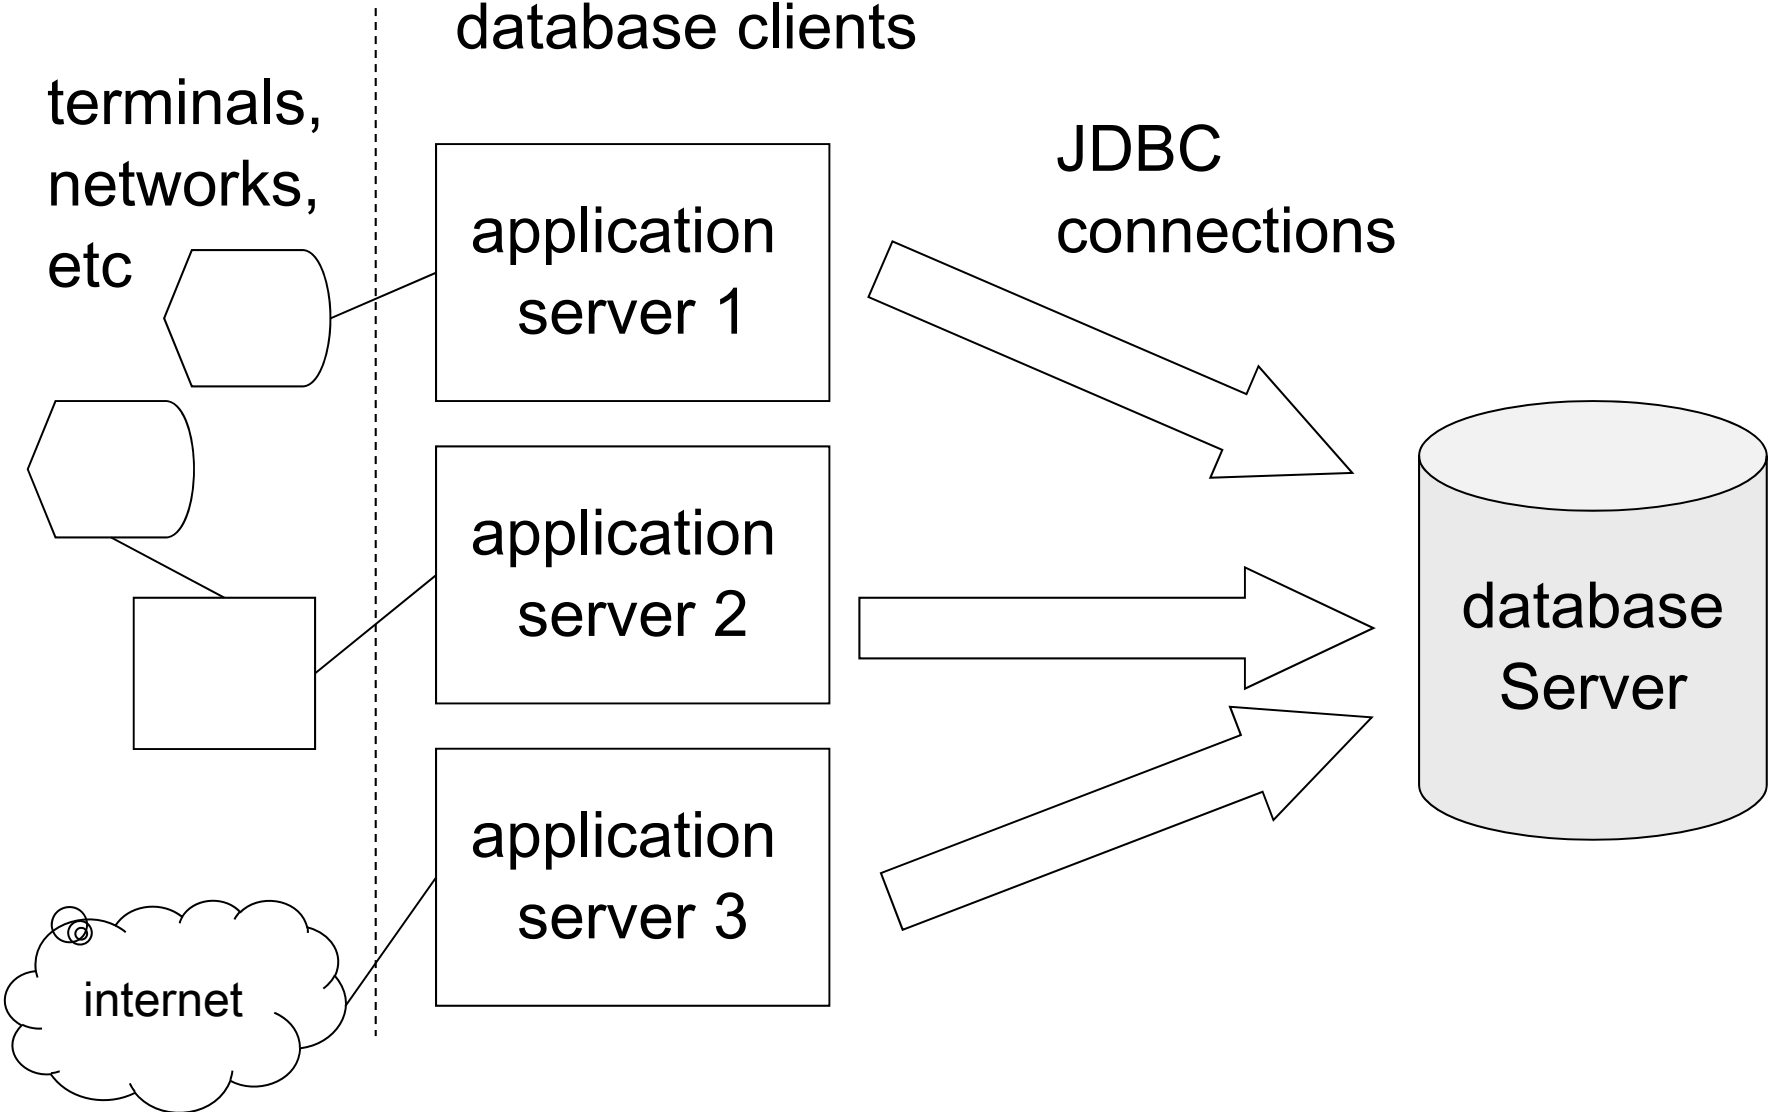 database clients
terminals,
networks,
etc
JDBC
connections
application
server 1
application
server 2
application
server 3
database
Server
internet